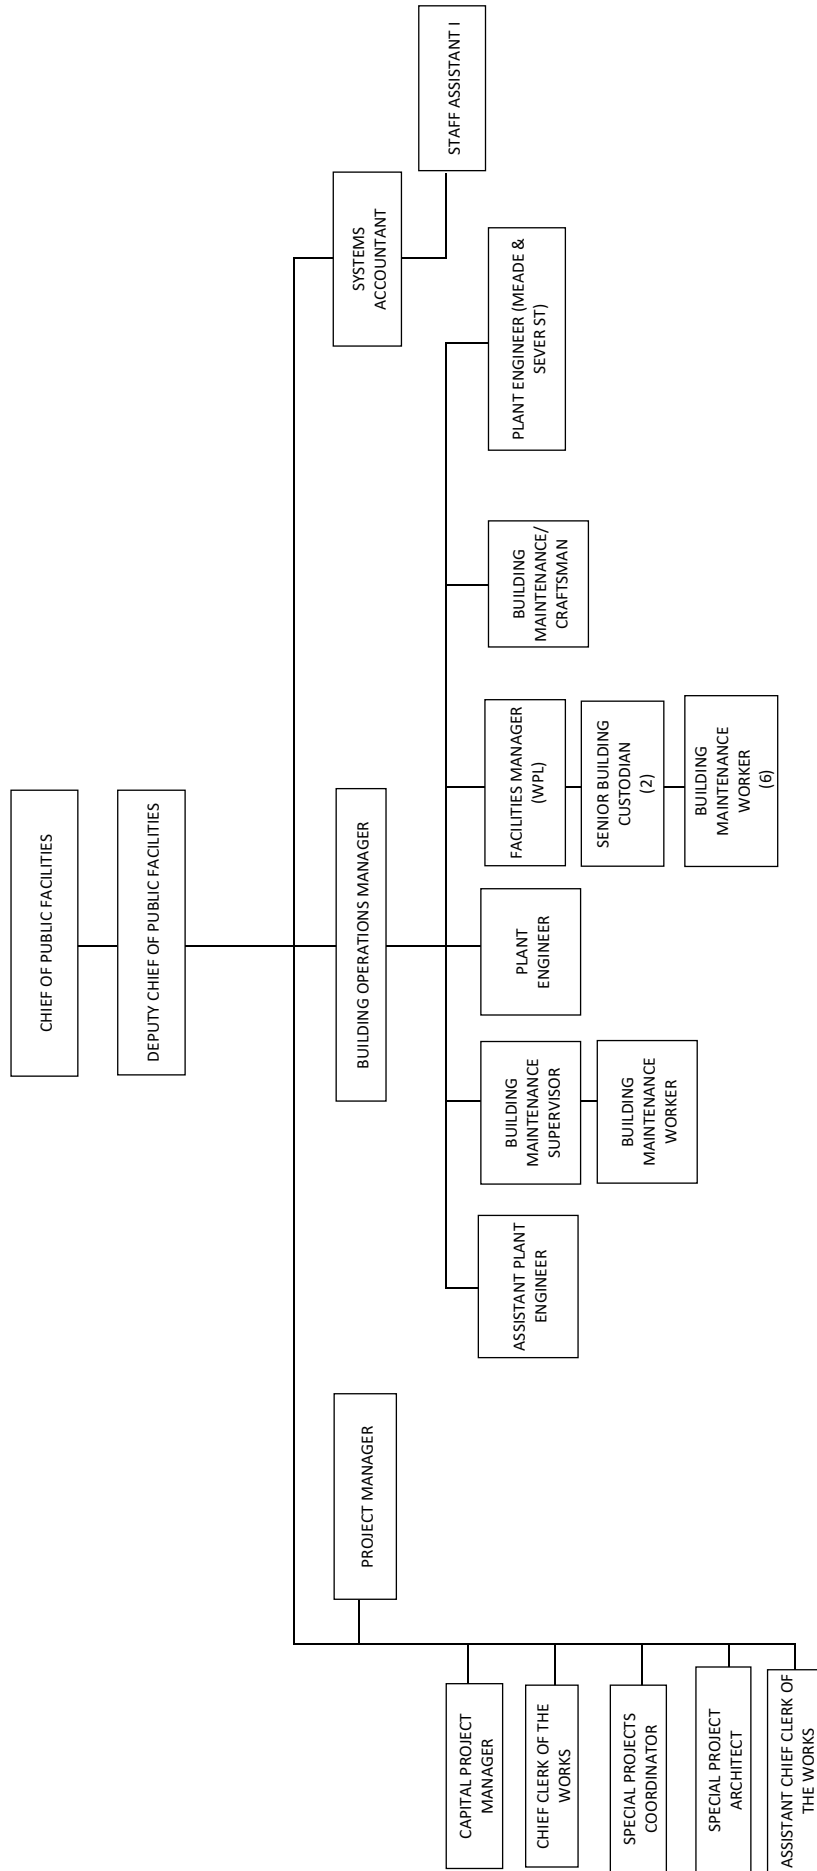 CHIEF OF PUBLIC FACILITIES
DEPUTY CHIEF OF PUBLIC FACILITIES
PROJECT MANAGER
BUILDING OPERATIONS MANAGER
SYSTEMS
ACCOUNTANT
STAFF ASSISTANT I
CAPITAL PROJECT
MANAGER
CHIEF CLERK OF THE
WORKS
SPECIAL PROJECTS
COORDINATOR
SPECIAL PROJECT
ARCHITECT
ASSISTANT CHIEF CLERK OF
THE WORKS
ASSISTANT PLANT
ENGINEER
BUILDING
MAINTENANCE
SUPERVISOR
BUILDING
MAINTENANCE
WORKER
PLANT
ENGINEER
FACILITIES MANAGER
(WPL)
SENIOR BUILDING
CUSTODIAN
(2)
BUILDING
MAINTENANCE
WORKER
(6)
BUILDING
MAINTENANCE/
CRAFTSMAN
PLANT ENGINEER (MEADE &
SEVER ST)